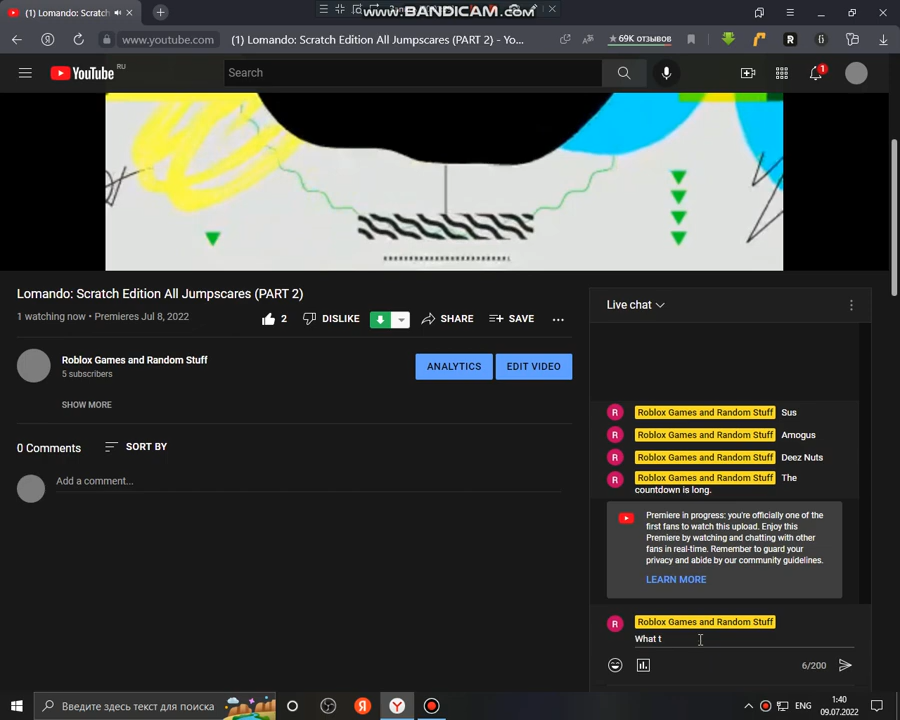 (1) Lomando: Scratch
www.BANDICAM.com
www.youtube.com
(1) Lomando: Scratch Edition All Jumpscares (PART 2) - Yo...
★ 69K отзывов
YouTube RU
Search
1
Lomando: Scratch Edition All Jumpscares (PART 2)
1 watching now • Premieres Jul 8, 2022
2
DISLIKE
SHARE
SAVE
Roblox Games and Random Stuff
5 subscribers
ANALYTICS
EDIT VIDEO
SHOW MORE
0 Comments
SORT BY
Add a comment...
Live chat
R Roblox Games and Random Stuff Sus
R Roblox Games and Random Stuff Amogus
R Roblox Games and Random Stuff Deez Nuts
R Roblox Games and Random Stuff The
countdown is long.
Premiere in progress: you're officially one of the
first fans to watch this upload. Enjoy this
Premiere by watching and chatting with other
fans in real-time. Remember to guard your
privacy and abide by our community guidelines.
LEARN MORE
R Roblox Games and Random Stuff
What t
6/200
Введите здесь текст для поиска
ENG
1:40
09.07.2022